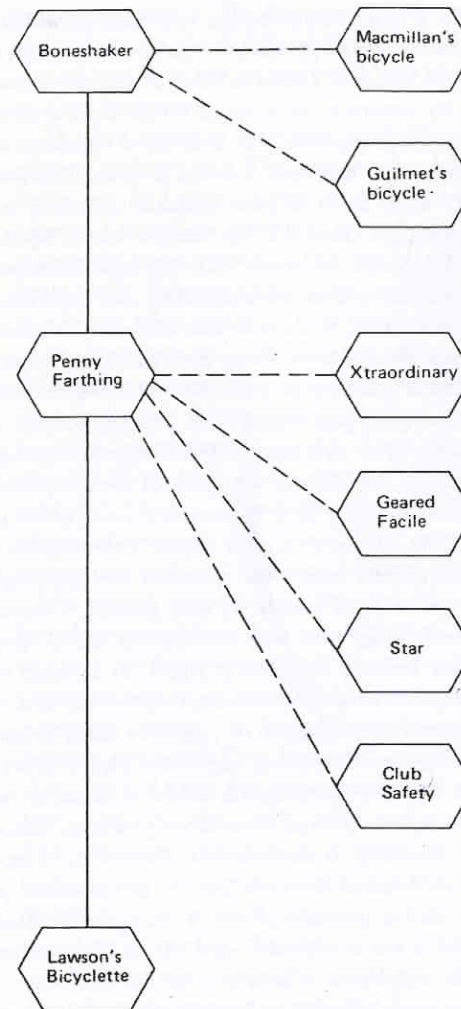 Boneshaker
Macmillan's
bicycle
Guilmet's
bicycle
Penny
Farthing
Xtraordinary
Geared
Facile
Star
Club
Safety
Lawson's
Bicyclette